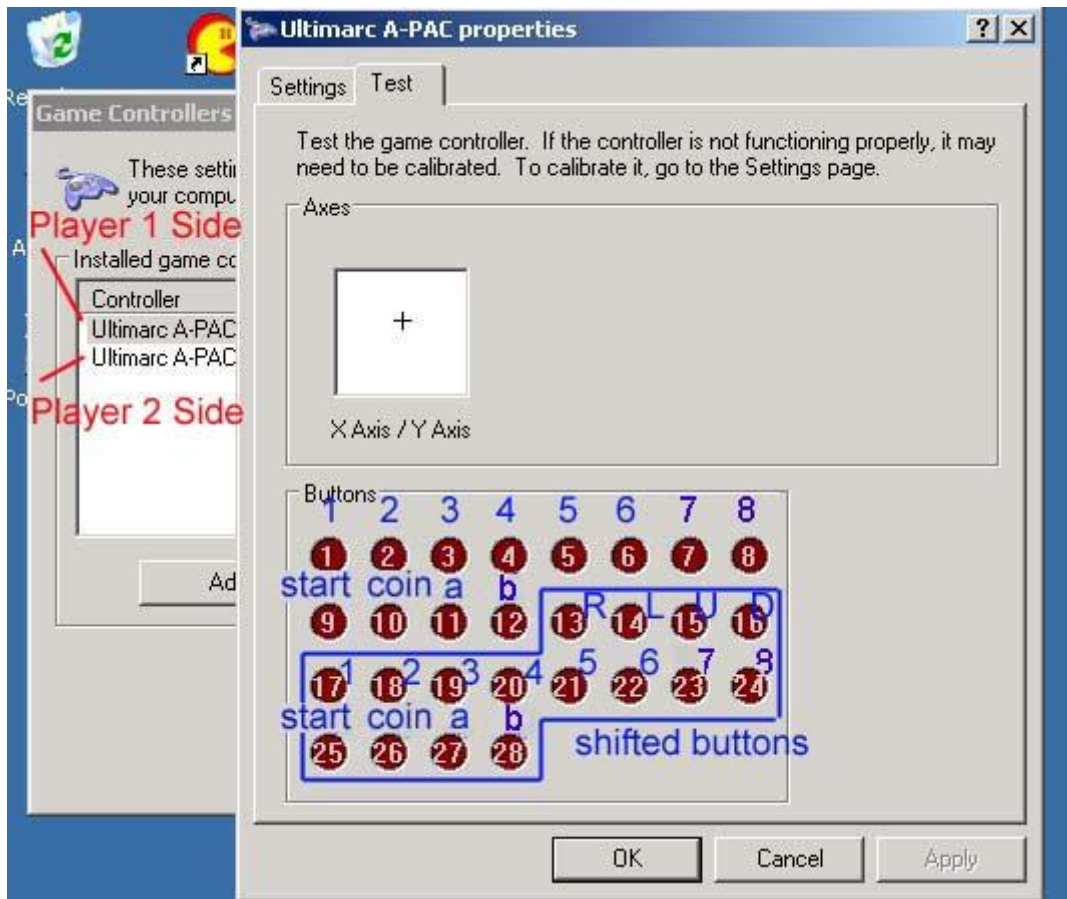 Ultimarc A-PAC properties
Settings Test
Re
Game Controllers
Test the game controller. If the controller is not functioning properly, it may
need to be calibrated. To calibrate it, go to the Settings page.
These setti
your compu
Player 1 Side
Axes
A
Installed game co
Controller
Ultimarc A-PAC
Ultimarc A-PAC
Po
Player 2 Side
X Axis / Y Axis
Buttons
1 2 3 4 5 6 7 8
1 2 3 4 5 6 7 8
Ad
start coin a b
R L U D
9 10 11 12 13 14 15 16
1 2 3 4 5 6 7 8
17 18 19 20 21 22 23 24
start coin a b
shifted buttons
25 26 27 28
OK Cancel Apply